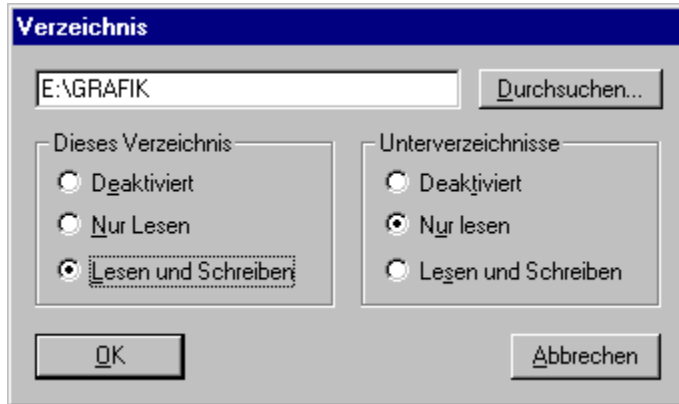 Verzeichnis
E:\GRAFIK
Durchsuchen...
Dieses Verzeichnis
Deaktiviert
Nur Lesen
Lesen und Schreiben
Unterverzeichnisse
Deaktiviert
Nur lesen
Lesen und Schreiben
OK
Abbrechen